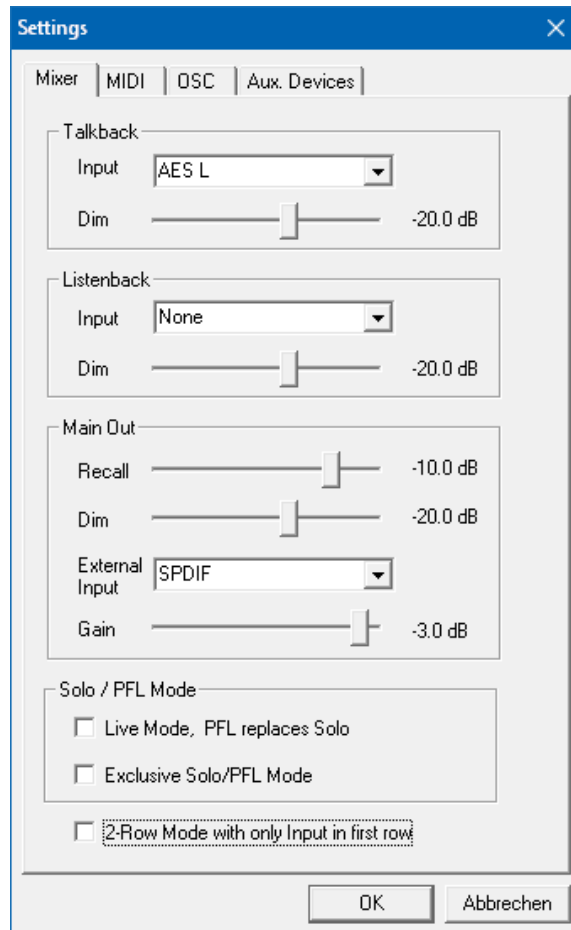 Settings
Mixer MIDI OSC Aux. Devices
Talkback
Input AES L
Dim -20.0 dB
Listenback
Input None
Dim -20.0 dB
Main Out
Recall -10.0 dB
Dim -20.0 dB
External
Input
SPDIF
Gain -3.0 dB
Solo / PFL Mode
Live Mode, PFL replaces Solo
Exclusive Solo/PFL Mode
2-Row Mode with only Input in first row
OK Abbrechen